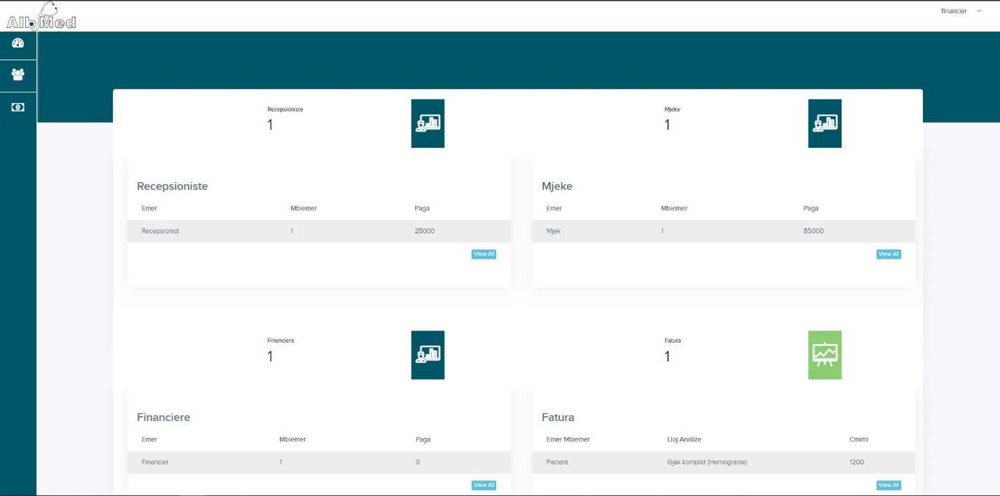 AlbMed
financier
Recepsioniste
1
Mjeke
1
Recepsioniste
Emer Mbiemer Paga
Recepsionist 1 25000
View All
Mjeke
Emer Mbiemer Paga
Mjek 1 85000
View All
Financiere
1
Fatura
1
Financiere
Emer Mbiemer Paga
Financier 1 0
View All
Fatura
Emer Mbiemer Lloj Analize Cmimi
Pacient Gjak komplet (Hemograme) 1200
View All